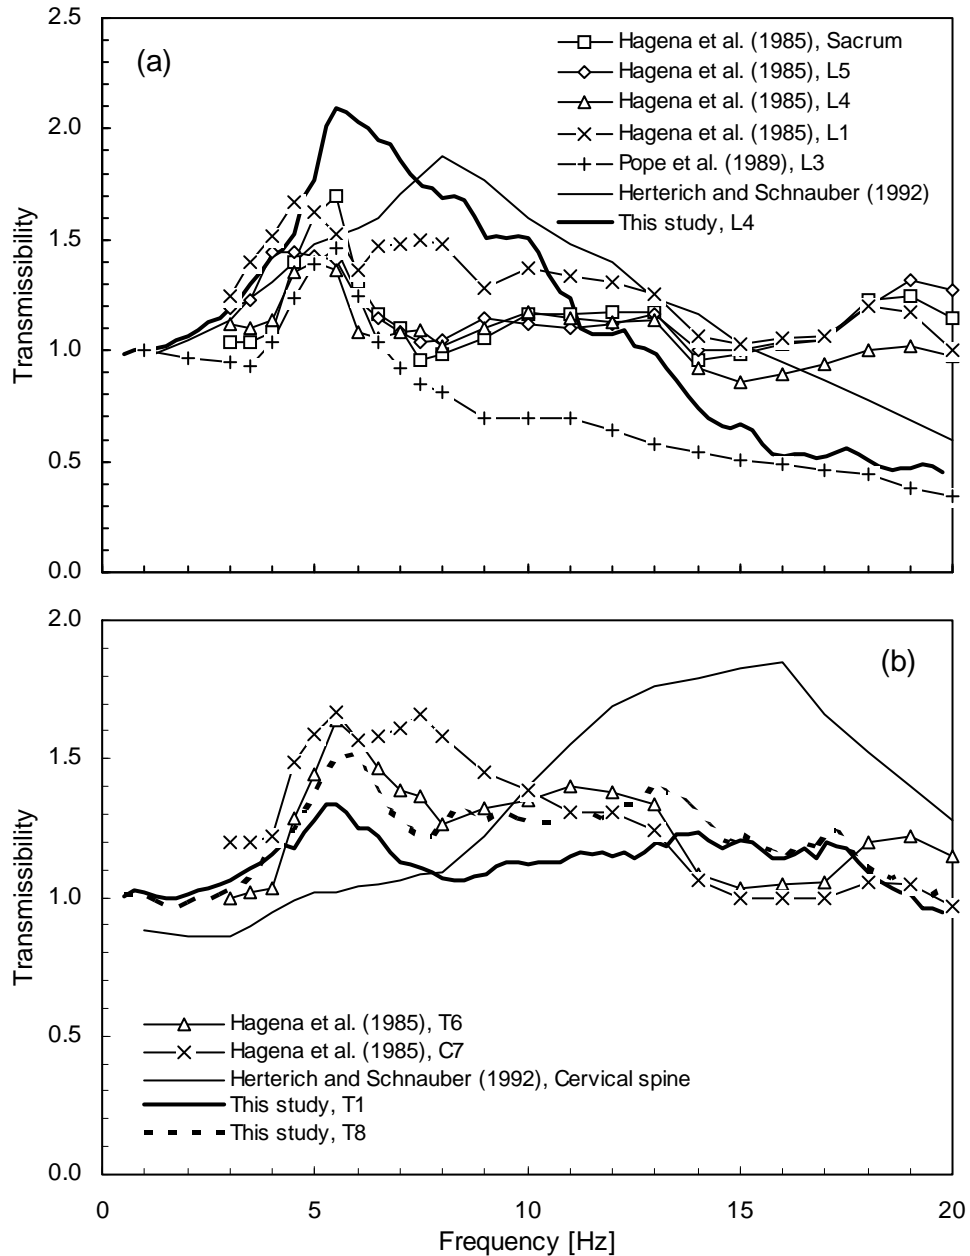 2.5
(a)
Hagena et al. (1985), Sacrum
Hagena et al. (1985), L5
Hagena et al. (1985), L4
Hagena et al. (1985), L1
Pope et al. (1989), L3
Herterich and Schnauber (1992)
This study, L4
2.0
1.5
1.0
0.5
0.0
Transmissibility
2.0
(b)
1.5
1.0
0.5
0.0
Transmissibility
Hagena et al. (1985), T6
Hagena et al. (1985), C7
Herterich and Schnauber (1992), Cervical spine
This study, T1
This study, T8
0 5 10 15 20
Frequency [Hz]